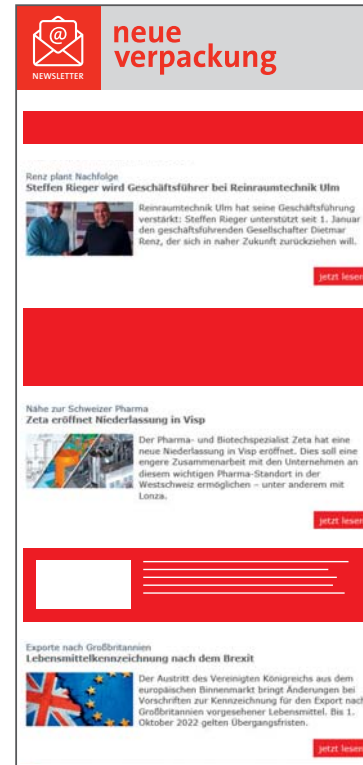 @
NEWSLETTER
neue
verpackung
Renz plant Nachfolge
Steffen Rieger wird Geschäftsführer bei Reinraumtechnik Ulm
Reinraumtechnik Ulm hat seine Geschäftsführung
verstärkt: Steffen Rieger unterstützt seit 1. Januar
den geschäftsführenden Gesellschafter Dietmar
Renz, der sich in naher Zukunft zurückziehen will.
jetzt lesen
Nähe zur Schweizer Pharma
Zeta eröffnet Niederlassung in Visp
Der Pharma- und Biotechspezialist Zeta hat eine
neue Niederlassung in Visp eröffnet. Dies soll eine
engere Zusammenarbeit mit den Unternehmen an
diesem wichtigen Pharma-Standort in der
Westschweiz ermöglichen – unter anderem mit
Lonza.
jetzt lesen
Exporte nach Großbritannien
Lebensmittelkennzeichnung nach dem Brexit
Der Austritt des Vereinigten Königreichs aus dem
europäischen Binnenmarkt bringt Änderungen bei
Vorschriften zur Kennzeichnung für den Export nach
Großbritannien vorgesehener Lebensmittel. Bis 1.
Oktober 2022 gelten Übergangsfristen.
jetzt lesen